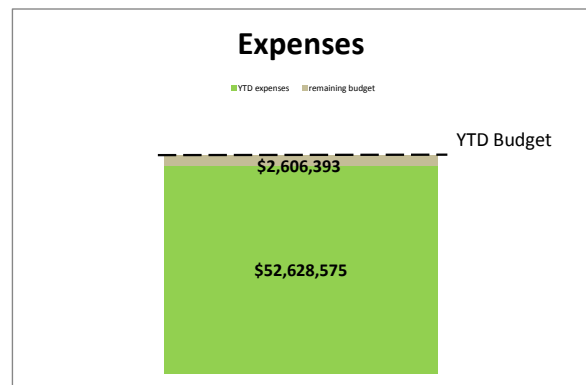 Expenses
YTD expenses remaining budget
YTD Budget
$2,606,393
$52,628,575